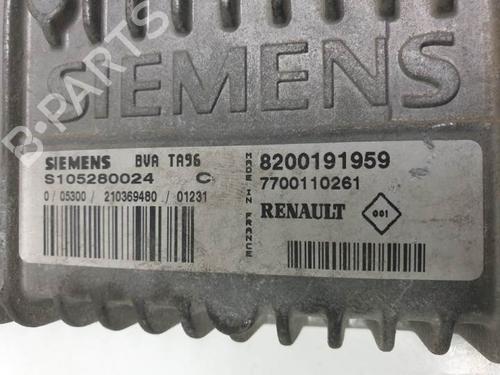 SIEMENS
B-PARTS
SIEMENS BVA TA96
S105280024 C
0 / 05300 / 210369480 / 01231
MADE IN FRANCE
8200191959
7700110261
RENAULT 001